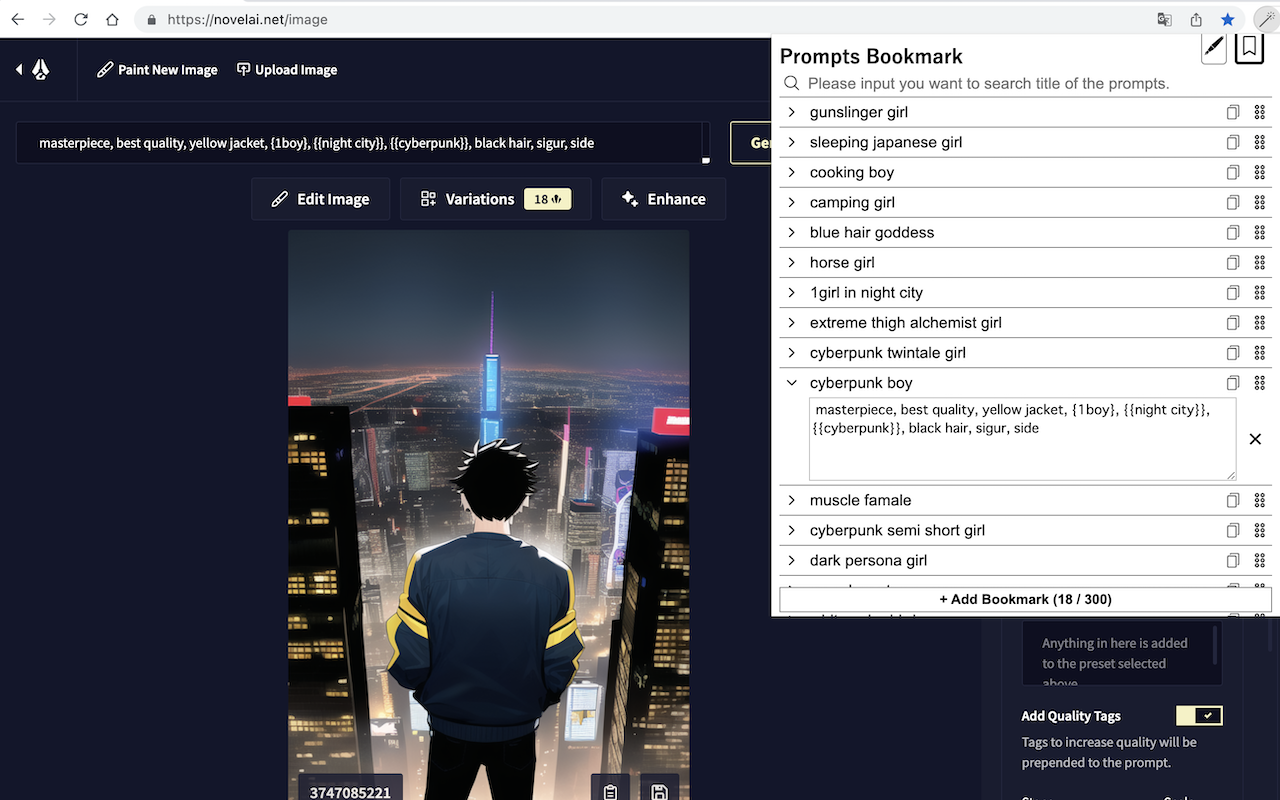 https://novelai.net/image
Paint New Image
Upload Image
masterpiece, best quality, yellow jacket, {1boy}, {{night city}}, {{cyberpunk}}, black hair, sigur, side
Edit Image
Variations
18
Enhance
3747085221
Prompts Bookmark
Please input you want to search title of the prompts.
gunslinger girl
sleeping japanese girl
cooking boy
camping girl
blue hair goddess
horse girl
1girl in night city
extreme thigh alchemist girl
cyberpunk twintale girl
cyberpunk boy
masterpiece, best quality, yellow jacket, {1boy}, {{night city}},
{{cyberpunk}}, black hair, sigur, side
muscle famale
cyberpunk semi short girl
dark persona girl
+ Add Bookmark (18 / 300)
Anything in here is added
to the preset selected
above
Add Quality Tags
Tags to increase quality will be
prepended to the prompt.